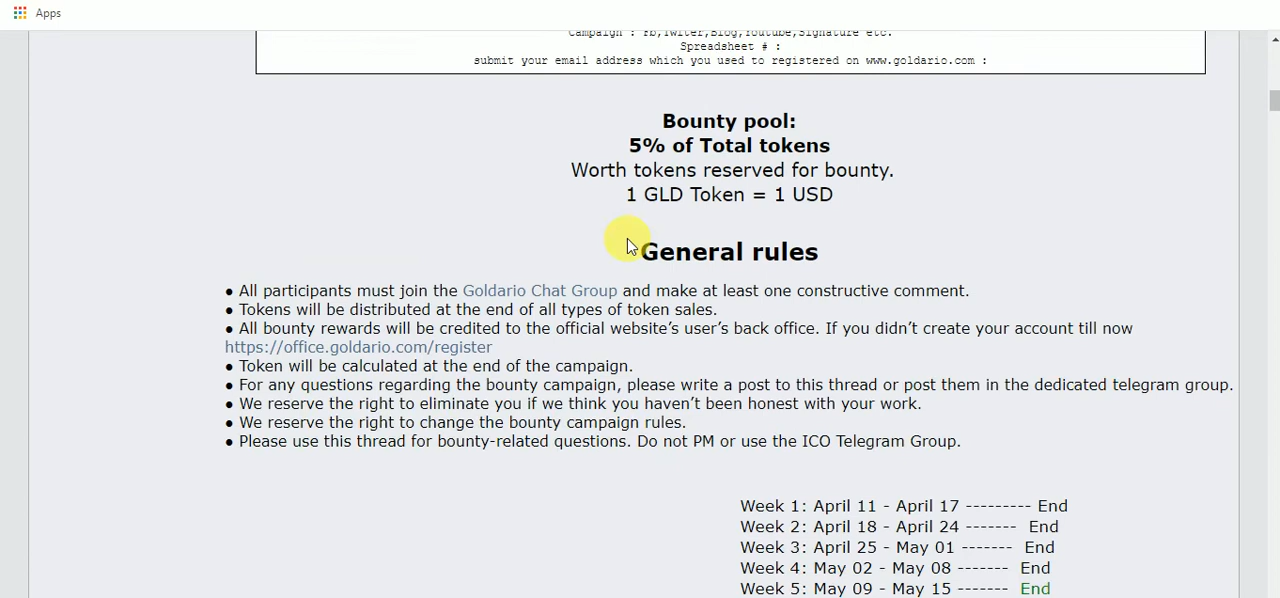 Apps
Campaign : Fb,Twiter,Blog,Youtube,Signature etc.
Spreadsheet # :
submit your email address which you used to registered on www.goldario.com :
Bounty pool:
5% of Total tokens
Worth tokens reserved for bounty.
1 GLD Token = 1 USD
General rules
● All participants must join the Goldario Chat Group and make at least one constructive comment.
● Tokens will be distributed at the end of all types of token sales.
● All bounty rewards will be credited to the official website’s user’s back office. If you didn’t create your account till now
https://office.goldario.com/register
● Token will be calculated at the end of the campaign.
● For any questions regarding the bounty campaign, please write a post to this thread or post them in the dedicated telegram group.
● We reserve the right to eliminate you if we think you haven’t been honest with your work.
● We reserve the right to change the bounty campaign rules.
● Please use this thread for bounty-related questions. Do not PM or use the ICO Telegram Group.
Week 1: April 11 - April 17 --------- End
Week 2: April 18 - April 24 ------- End
Week 3: April 25 - May 01 ------- End
Week 4: May 02 - May 08 ------- End
Week 5: May 09 - May 15 ------- End